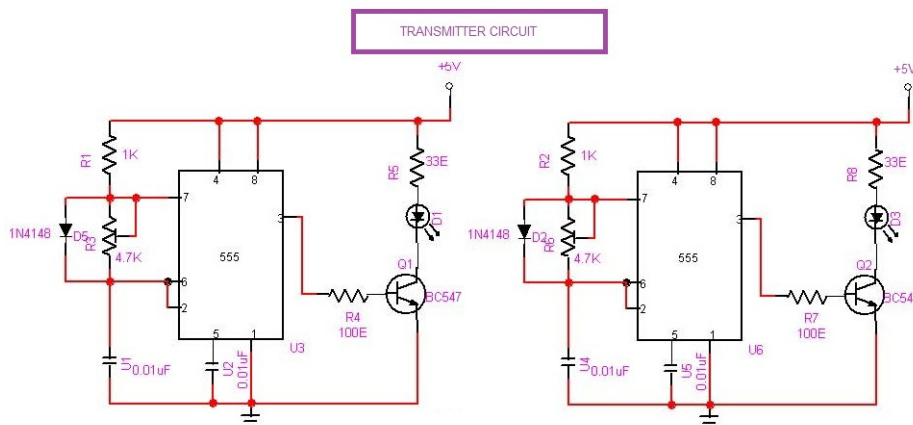 TRANSMITTER CIRCUIT
+5V
R1
1K
4
8
R5
33E
7
3
D1
1N4148
D5
R3
4.7K
555
Q1
6
2
BC547
R4
100E
5
1
U3
U1
0.01uF
U2
0.01uF
+5V
R2
1K
4
8
R8
33E
7
3
D3
1N4148
D2
R6
4.7K
555
Q2
6
2
BC54
R7
100E
5
1
U6
U4
0.01uF
U5
0.01uF